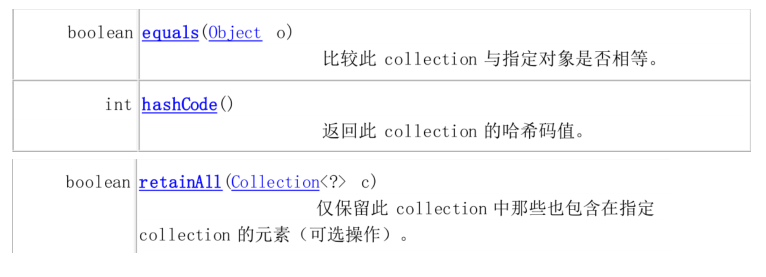 boolean equals(Object o)
比较此 collection 与指定对象是否相等。
int hashCode()
返回此 collection 的哈希码值。
boolean retainAll(Collection<?> c)
仅保留此 collection 中那些也包含在指定
collection 的元素（可选操作）。